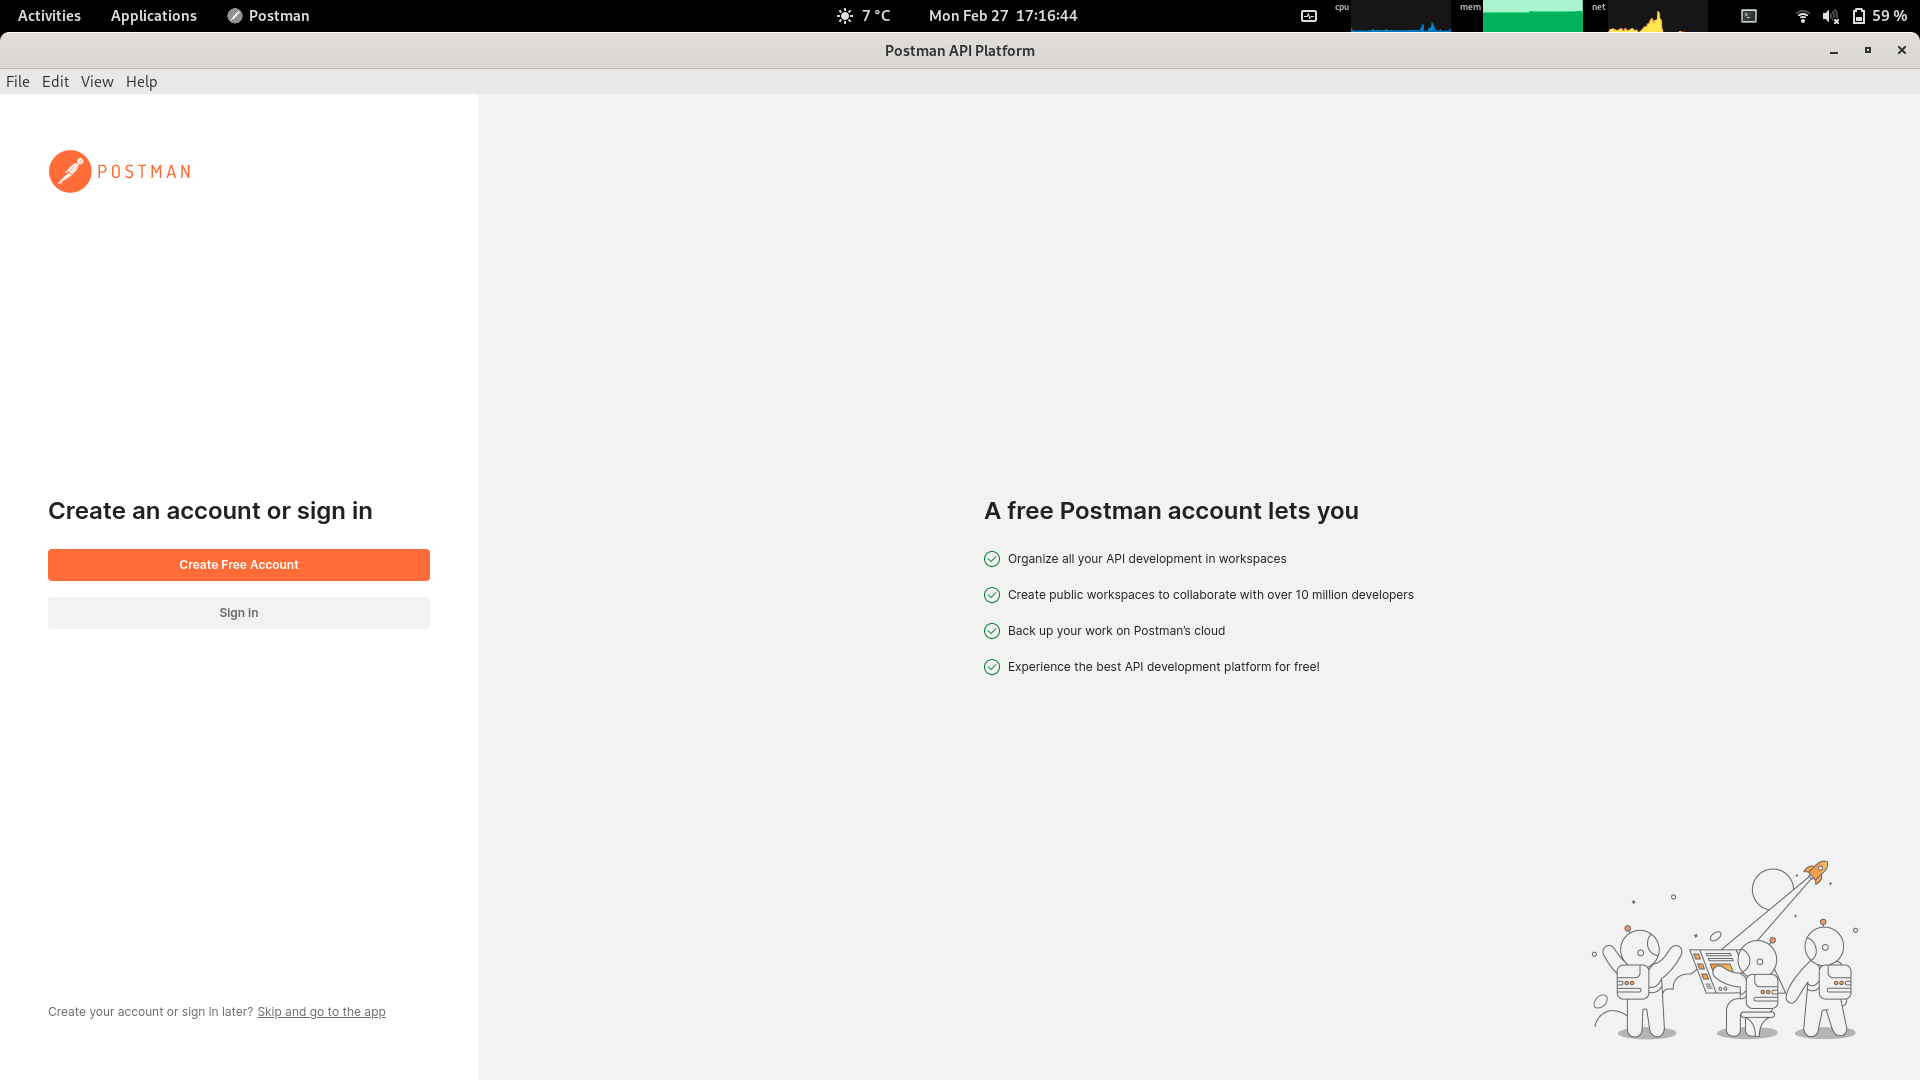 Activities Applications Postman 7 °C Mon Feb 27 17:16:44 cpu mem net 59 %
Postman API Platform
File Edit View Help
POSTMAN
Create an account or sign in
Create Free Account
Sign in
Create your account or sign in later? Skip and go to the app
A free Postman account lets you
Organize all your API development in workspaces
Create public workspaces to collaborate with over 10 million developers
Back up your work on Postman's cloud
Experience the best API development platform for free!